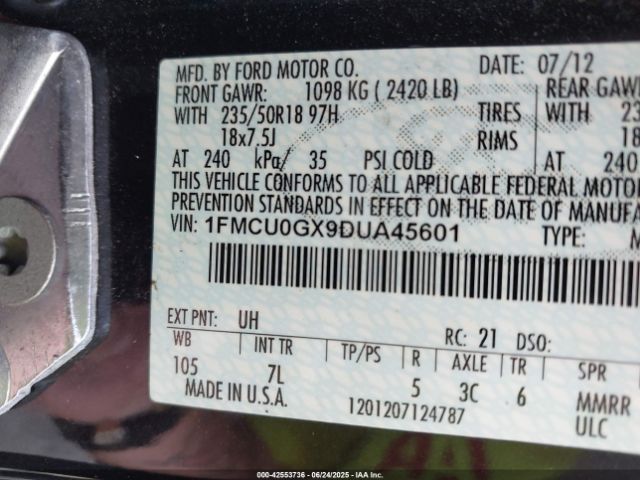 MFD. BY FORD MOTOR CO. DATE: 07/12
FRONT GAWR: 1098 KG ( 2420 LB) REAR GAW
WITH 235/50R18 97H TIRES WITH 23
18x7.5J RIMS 18
AT 240 kPa/ 35 PSI COLD AT 240
THIS VEHICLE CONFORMS TO ALL APPLICABLE FEDERAL MOTOR
PREVENTION STANDARDS IN EFFECT ON THE DATE OF MANUFA
VIN: 1FMCU0GX9DUA45601 TYPE: M
EXT PNT: UH RC: 21 DSO:
WB INT TR TP/PS R AXLE TR SPR
105 7L 5 3C 6 MMRR
MADE IN U.S.A. 1201207124787 ULC
000-42553736 - 06/24/2025 - IAA Inc.